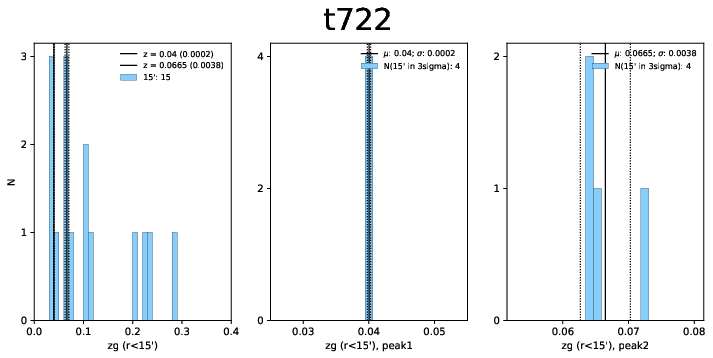 t722
N
3
2
1
0
0.0 0.1 0.2 0.3 0.4
zg (r<15')
z = 0.04 (0.0002)
z = 0.0665 (0.0038)
15': 15
4
2
0
0.03 0.04 0.05
zg (r<15'), peak1
μ: 0.04; σ: 0.0002
N(15' in 3sigma): 4
2
1
0
0.06 0.07 0.08
zg (r<15'), peak2
μ: 0.0665; σ: 0.0038
N(15' in 3sigma): 4